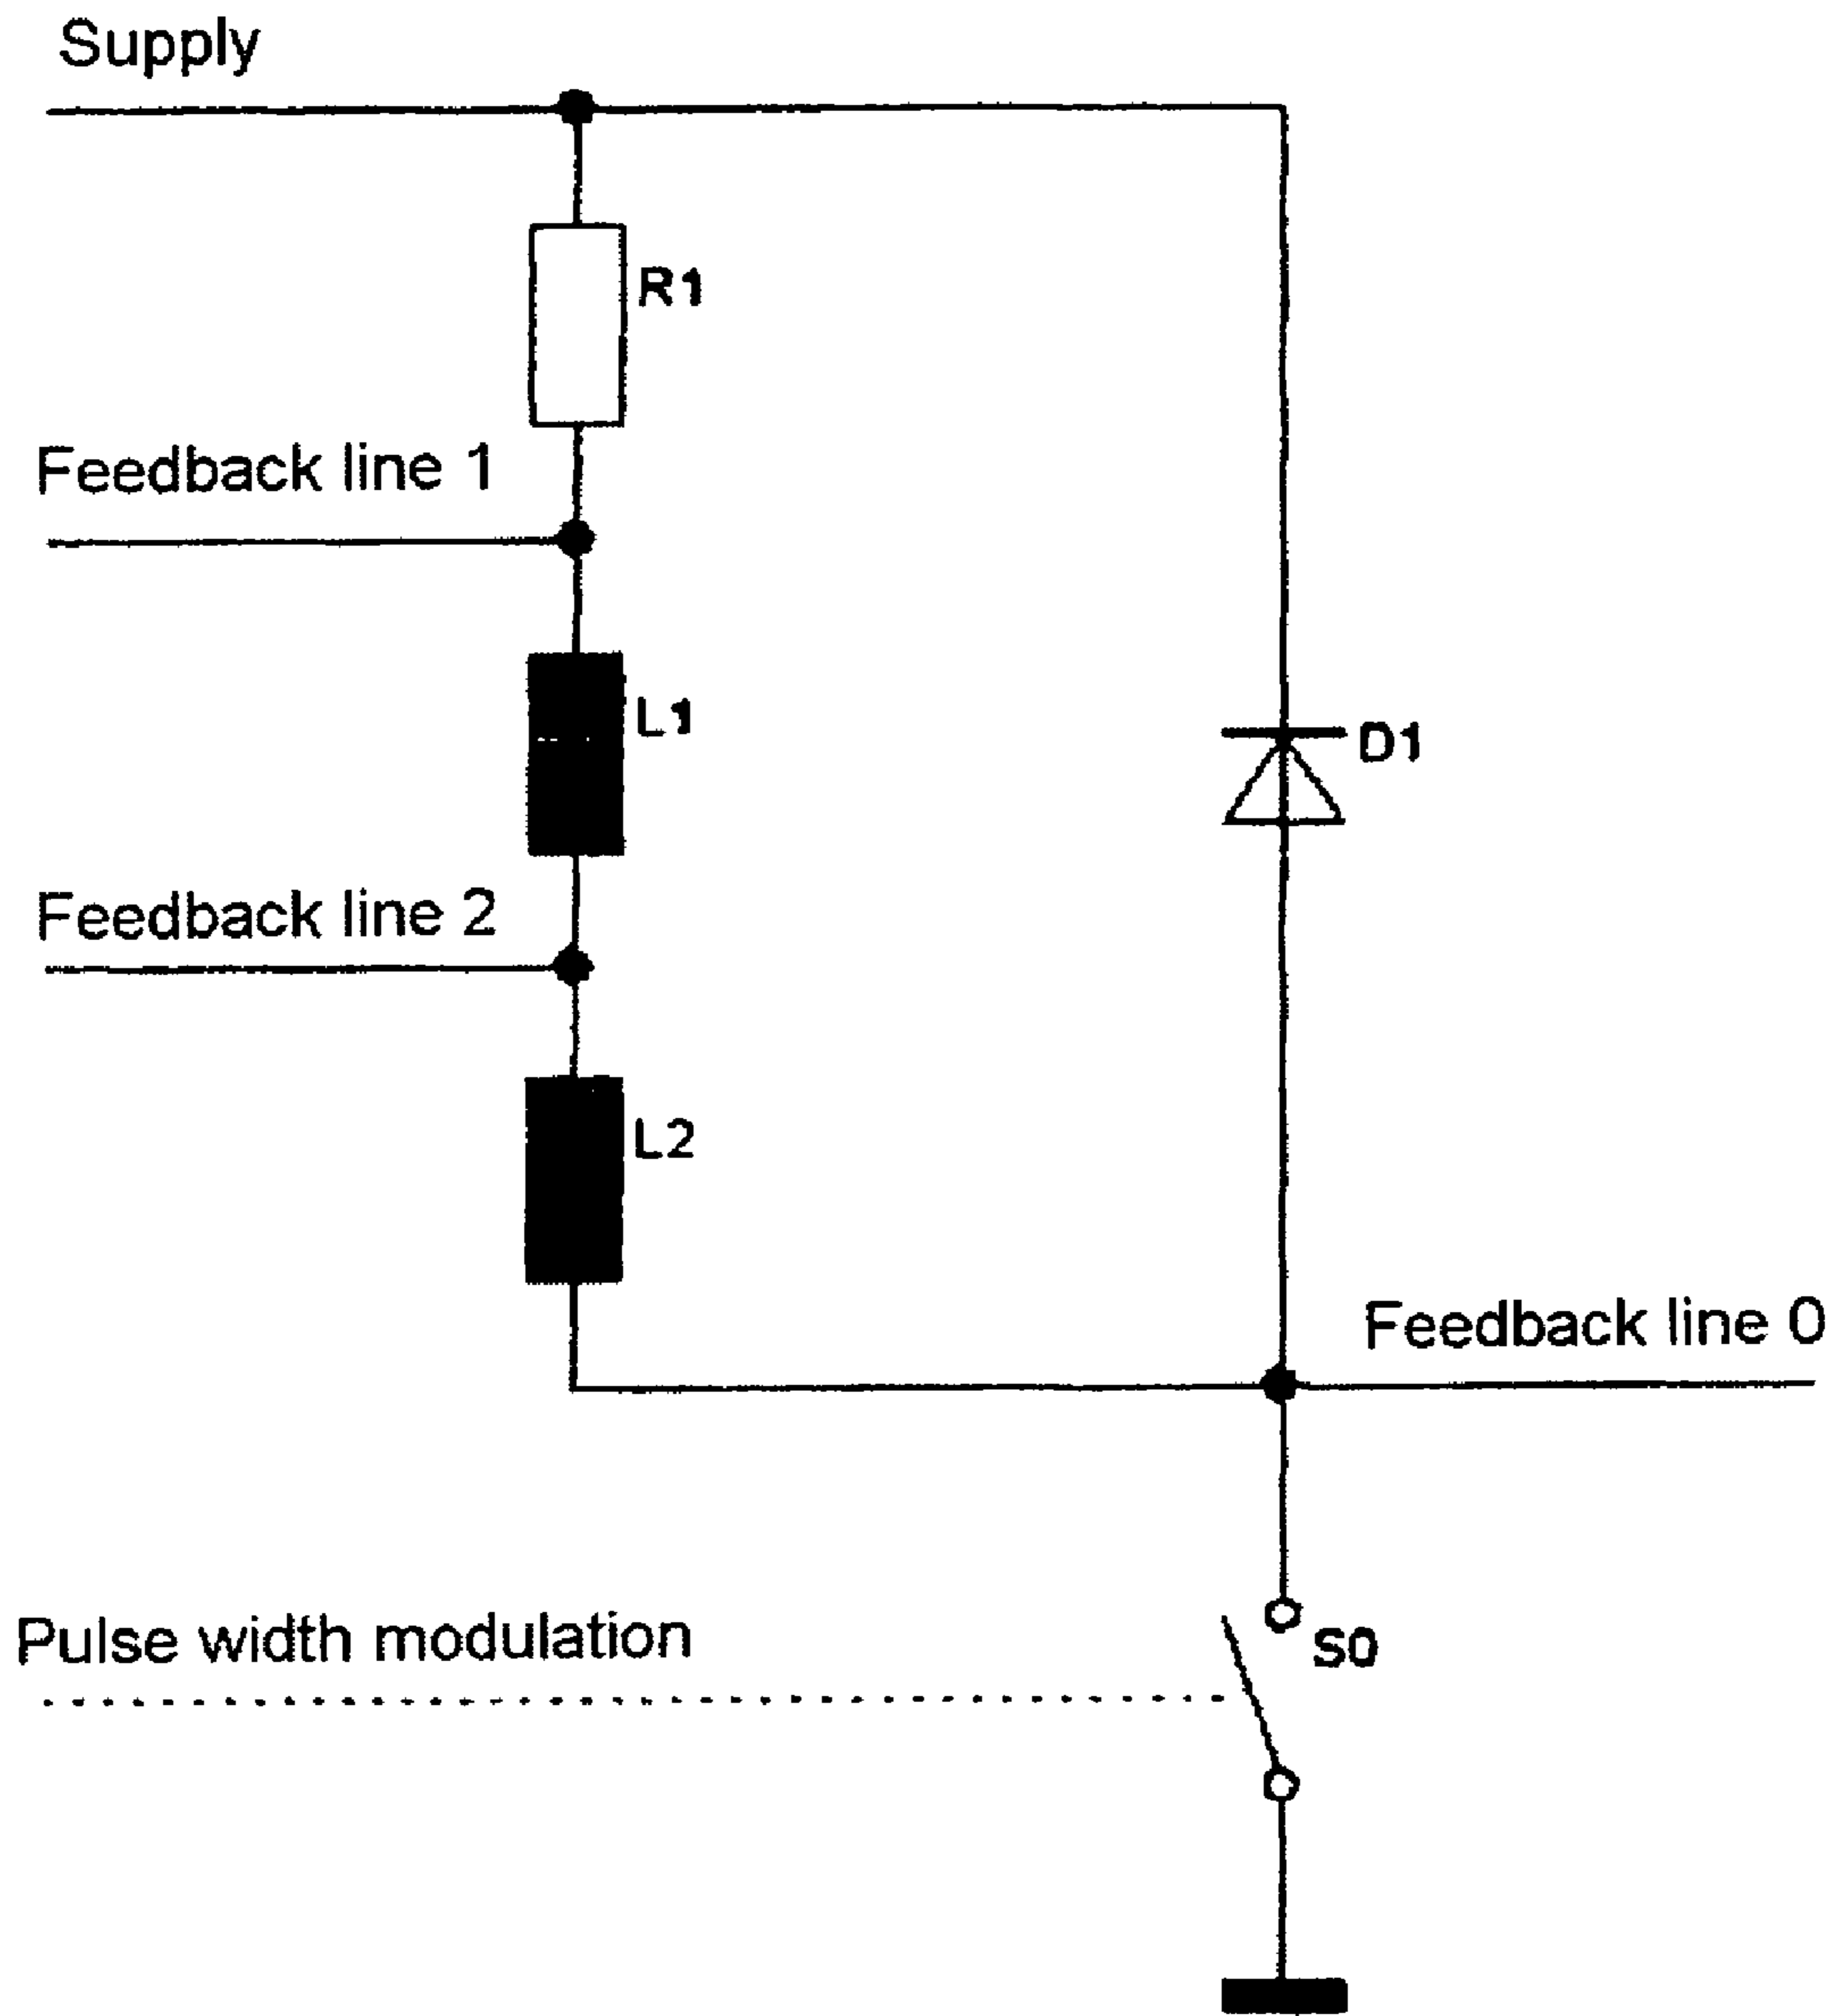 Supply
R1
Feedback line 1
L1
D1
Feedback line 2
L2
Feedback line 0
Pulse width modulation
S0